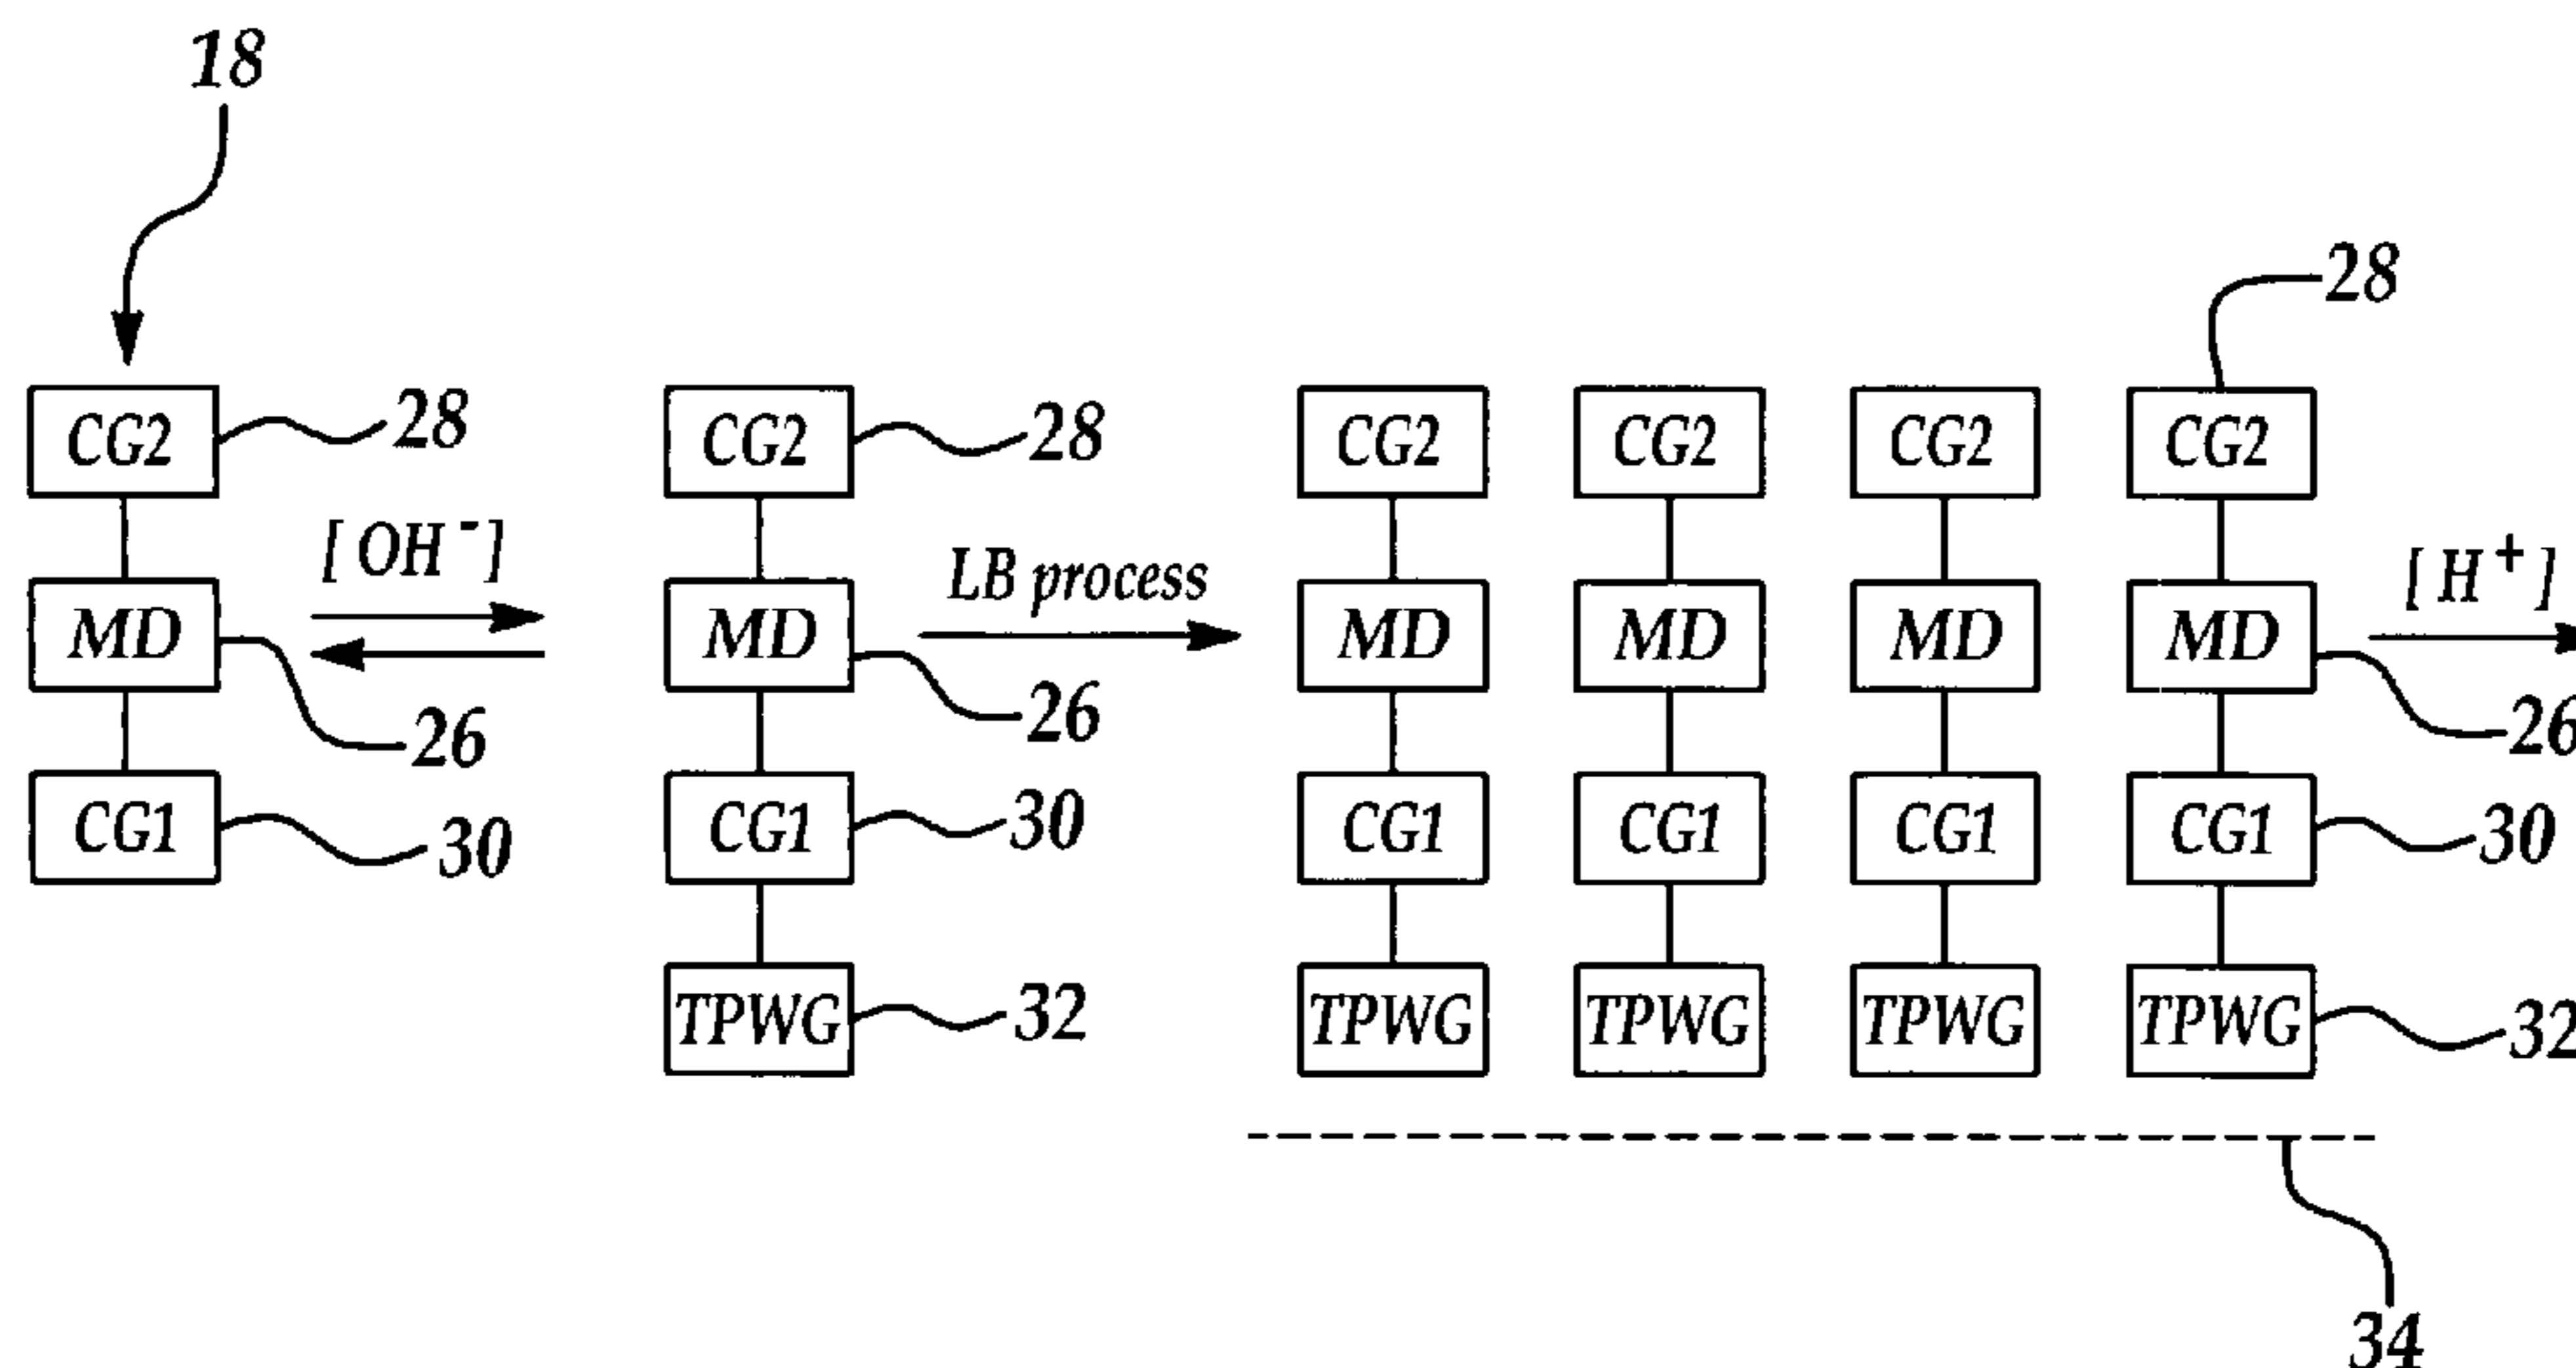 18
28
CG2 28 CG2 28 CG2 CG2 CG2 CG2
[OH⁻] LB process [H⁺]
MD MD MD MD MD MD
26 26 26
CG1 30 CG1 30 CG1 CG1 CG1 CG1 30
TPWG 32 TPWG TPWG TPWG TPWG 32
34